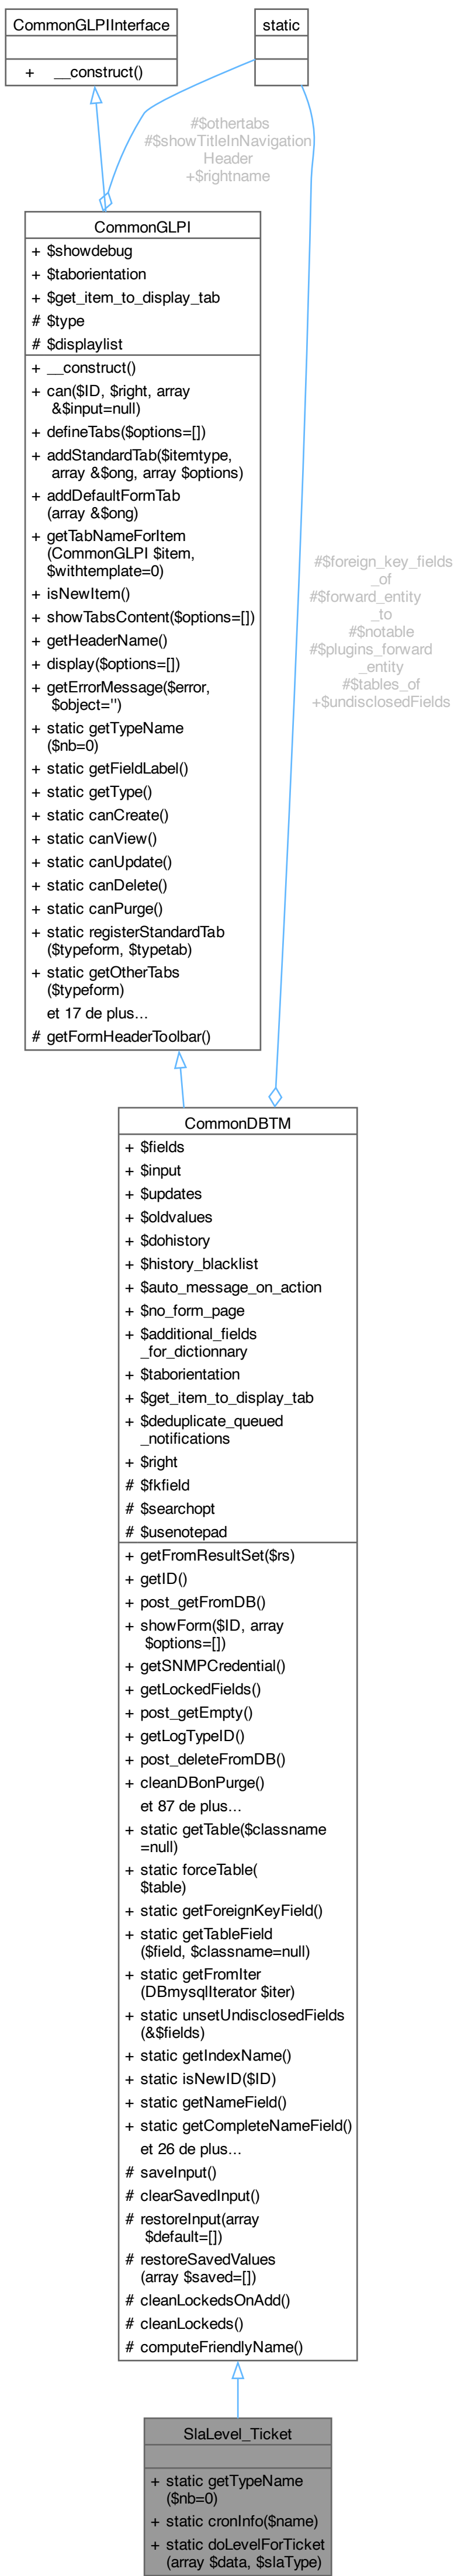 CommonGLPIInterface
+ __construct()
static
#$othertabs
#$showTitleInNavigation
Header
+$rightname
CommonGLPI
+ $showdebug
+ $taborientation
+ $get_item_to_display_tab
# $type
# $displaylist
+ __construct()
+ can($ID, $right, array
&$input=null)
+ defineTabs($options=[])
+ addStandardTab($itemtype,
array &$ong, array $options)
+ addDefaultFormTab
(array &$ong)
+ getTabNameForItem
(CommonGLPI $item,
$withtemplate=0)
+ isNewItem()
+ showTabsContent($options=[])
+ getHeaderName()
+ display($options=[])
+ getErrorMessage($error,
$object='')
+ static getTypeName
($nb=0)
+ static getFieldLabel()
+ static getType()
+ static canCreate()
+ static canView()
+ static canUpdate()
+ static canDelete()
+ static canPurge()
+ static registerStandardTab
($typeform, $typetab)
+ static getOtherTabs
($typeform)
et 17 de plus...
# getFormHeaderToolbar()
#$foreign_key_fields
_of
#$forward_entity
_to
#$notable
#$plugins_forward
_entity
#$tables_of
+$undisclosedFields
CommonDBTM
+ $fields
+ $input
+ $updates
+ $oldvalues
+ $dohistory
+ $history_blacklist
+ $auto_message_on_action
+ $no_form_page
+ $additional_fields
_for_dictionnary
+ $taborientation
+ $get_item_to_display_tab
+ $deduplicate_queued
_notifications
+ $right
# $fkfield
# $searchopt
# $usenotepad
+ getFromResultSet($rs)
+ getID()
+ post_getFromDB()
+ showForm($ID, array
$options=[])
+ getSNMPCredential()
+ getLockedFields()
+ post_getEmpty()
+ getLogTypeID()
+ post_deleteFromDB()
+ cleanDBonPurge()
et 87 de plus...
+ static getTable($classname
=null)
+ static forceTable(
$table)
+ static getForeignKeyField()
+ static getTableField
($field, $classname=null)
+ static getFromIter
(DBmysqlIterator $iter)
+ static unsetUndisclosedFields
(&$fields)
+ static getIndexName()
+ static isNewID($ID)
+ static getNameField()
+ static getCompleteNameField()
et 26 de plus...
# saveInput()
# clearSavedInput()
# restoreInput(array
$default=[])
# restoreSavedValues
(array $saved=[])
# cleanLockedsOnAdd()
# cleanLockeds()
# computeFriendlyName()
SlaLevel_Ticket
+ static getTypeName
($nb=0)
+ static cronInfo($name)
+ static doLevelForTicket
(array $data, $slaType)